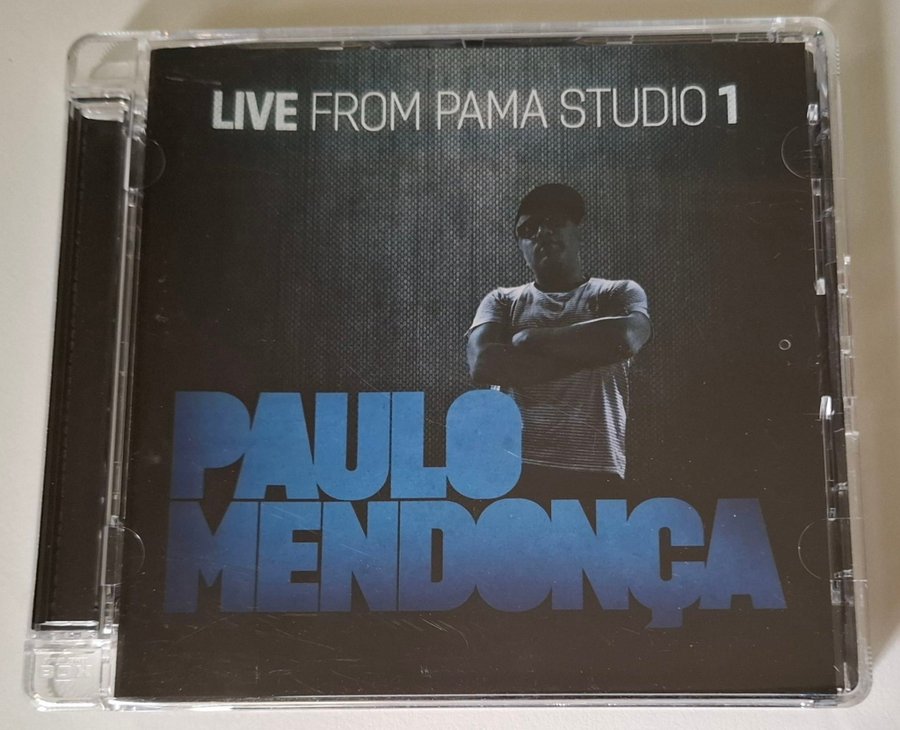 LIVE FROM PAMA STUDIO 1
PAULO
MENDONÇA